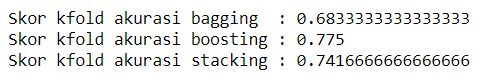 Skor kfold akurasi bagging  : 0.6833333333333333
Skor kfold akurasi boosting : 0.775
Skor kfold akurasi stacking : 0.7416666666666666